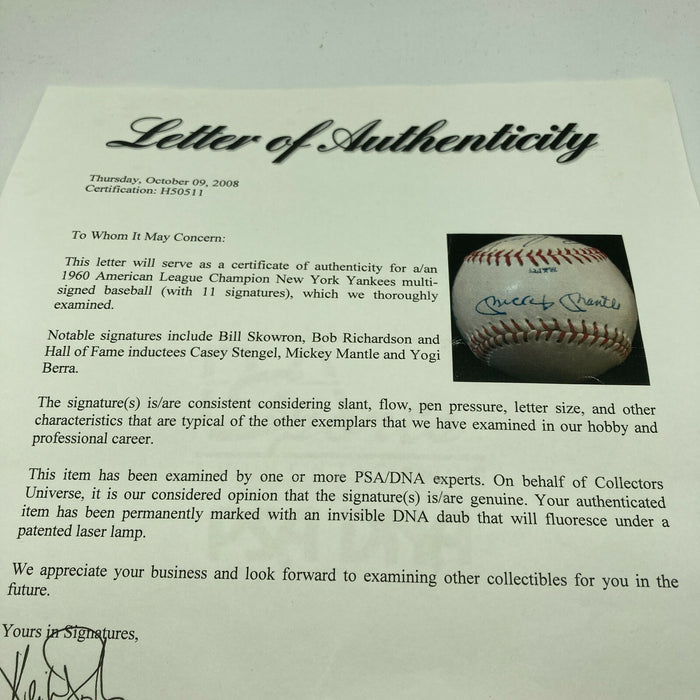 Letter of Authenticity
Thursday, October 09, 2008
Certification: H50511
To Whom It May Concern:
This letter will serve as a certificate of authenticity for a/an
1960 American League Champion New York Yankees multi-
signed baseball (with 11 signatures), which we thoroughly
examined.
Mickey Mantle
Notable signatures include Bill Skowron, Bob Richardson and
Hall of Fame inductees Casey Stengel, Mickey Mantle and Yogi
Berra.
The signature(s) is/are consistent considering slant, flow, pen pressure, letter size, and other
characteristics that are typical of the other exemplars that we have examined in our hobby and
professional career.
This item has been examined by one or more PSA/DNA experts. On behalf of Collectors
Universe, it is our considered opinion that the signature(s) is/are genuine. Your authenticated
item has been permanently marked with an invisible DNA daub that will fluoresce under a
patented laser lamp.
We appreciate your business and look forward to examining other collectibles for you in the
future.
Yours in Signatures,